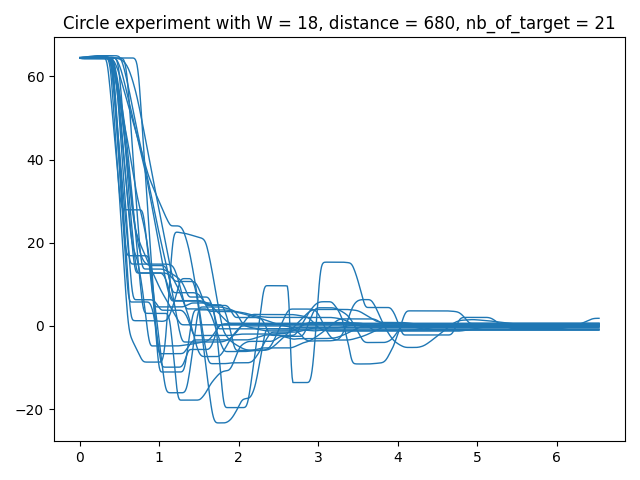 Circle experiment with W = 18, distance = 680, nb_of_target = 21
60
40
20
0
−20
0 1 2 3 4 5 6